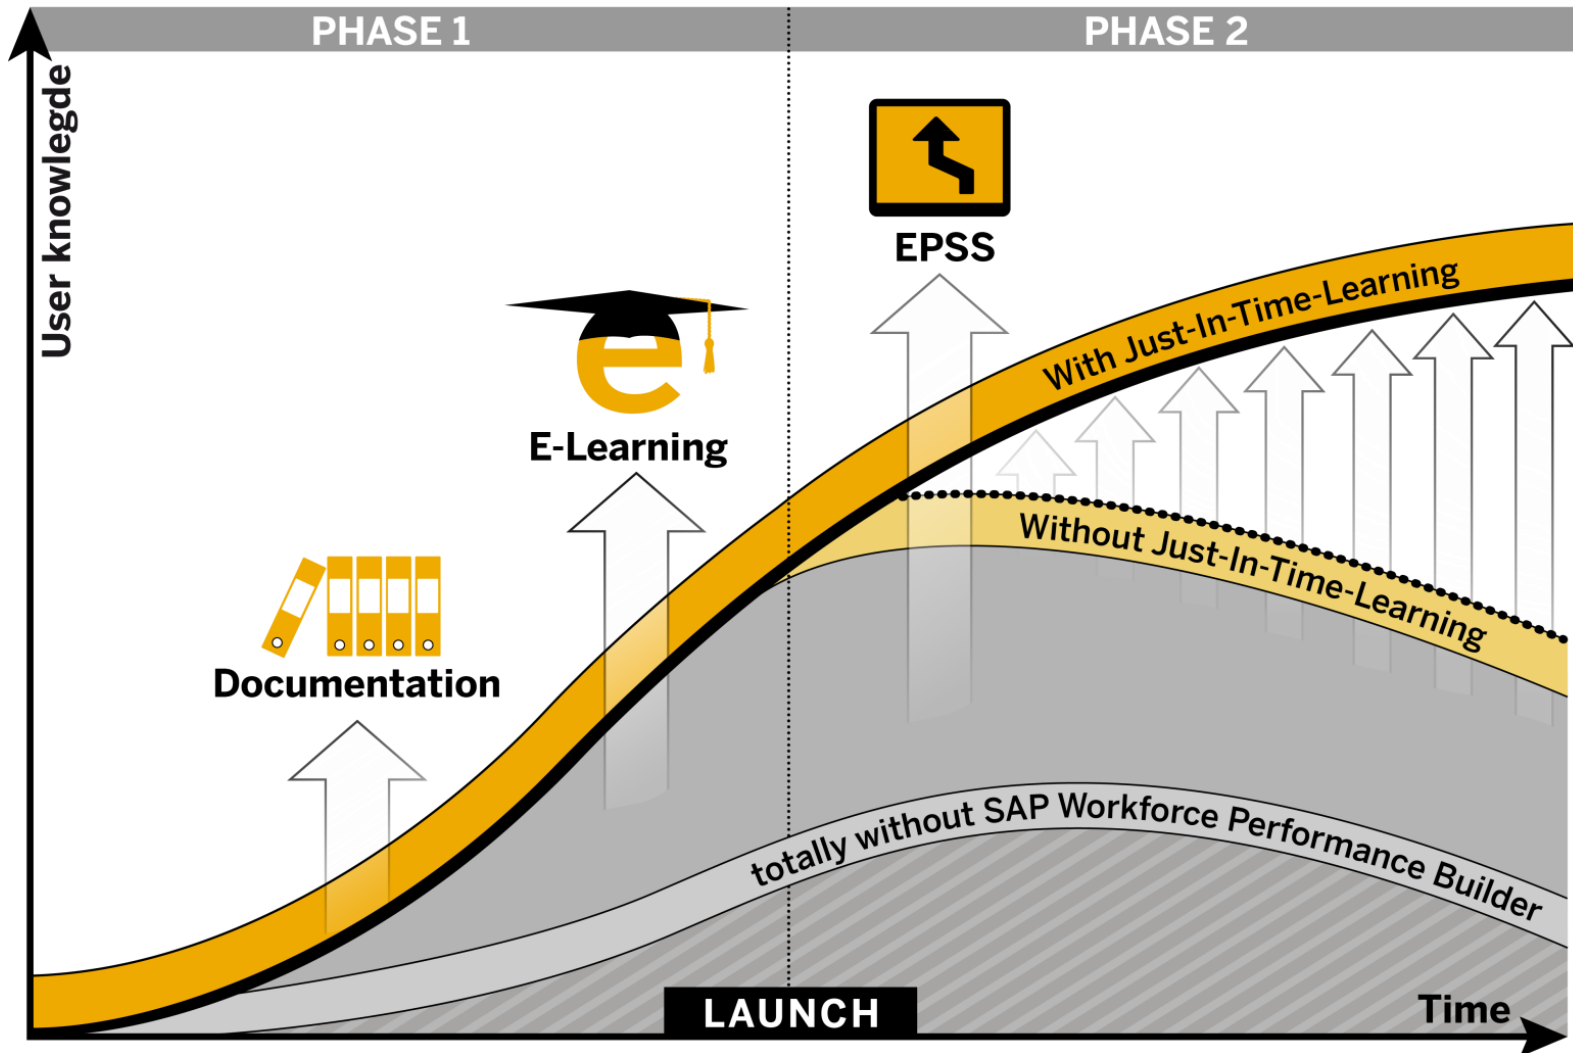 PHASE 1
PHASE 2
User knowlegde
EPSS
With Just-In-Time-Learning
E-Learning
Without Just-In-Time-Learning
Documentation
totally without SAP Workforce Performance Builder
LAUNCH
Time